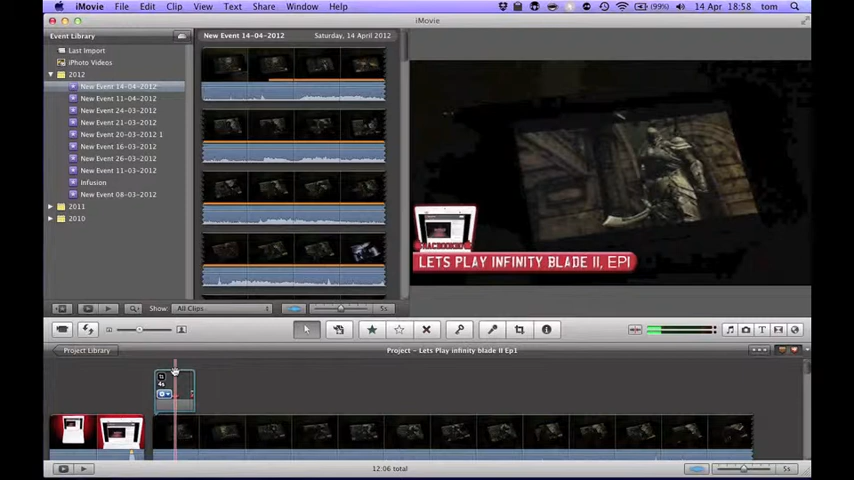 iMovie File Edit Clip View Text Share Window Help (99%) 14 Apr 18:58 tom
iMovie
Event Library
New Event 14-04-2012 Saturday, 14 April 2012
Last Import
iPhoto Videos
2012
New Event 14-04-2012
New Event 11-04-2012
New Event 24-03-2012
New Event 21-03-2012
New Event 20-03-2012 1
New Event 16-03-2012
New Event 26-03-2012
New Event 11-03-2012
Infusion
New Event 08-03-2012
2011
2010
LETS PLAY INFINITY BLADE II, EP1
Show: All Clips 5s
Project Library
Project - Lets Play infinity blade II Ep1
4s
12:06 total 5s